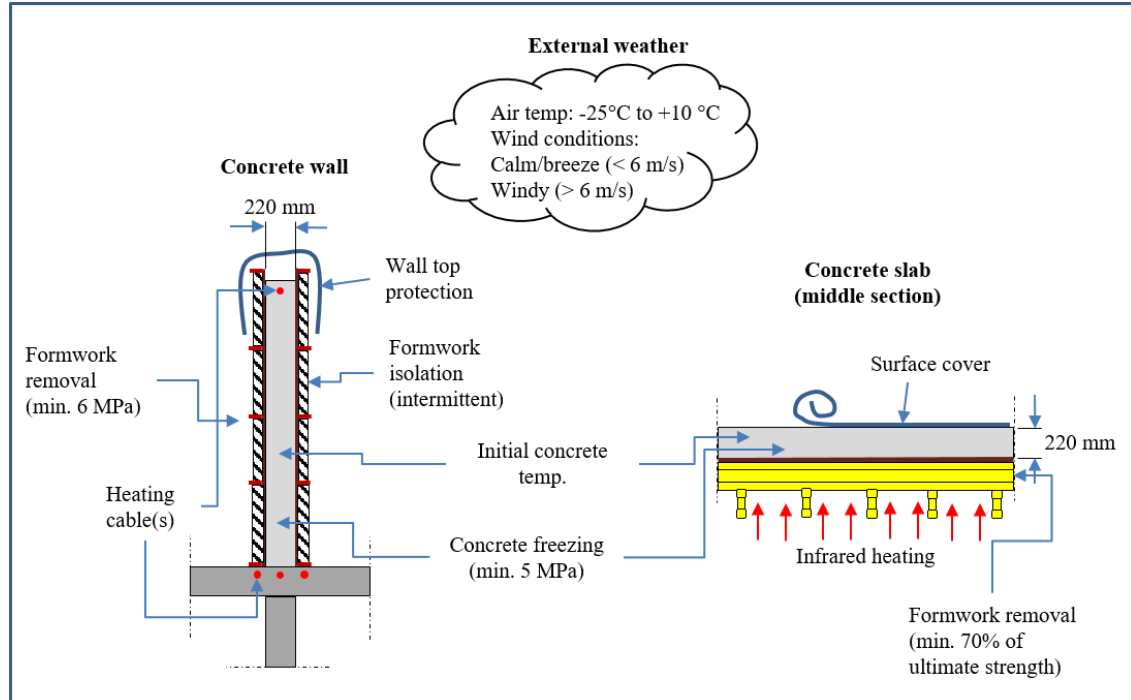 External weather
Air temp: -25°C to +10 °C
Wind conditions:
Calm/breeze (< 6 m/s)
Windy (> 6 m/s)
Concrete wall
220 mm
Wall top
protection
Formwork
removal
(min. 6 MPa)
Formwork
isolation
(intermittent)
Heating
cable(s)
Initial concrete
temp.
Concrete freezing
(min. 5 MPa)
Concrete slab
(middle section)
Surface cover
220 mm
Infrared heating
Formwork removal
(min. 70% of
ultimate strength)